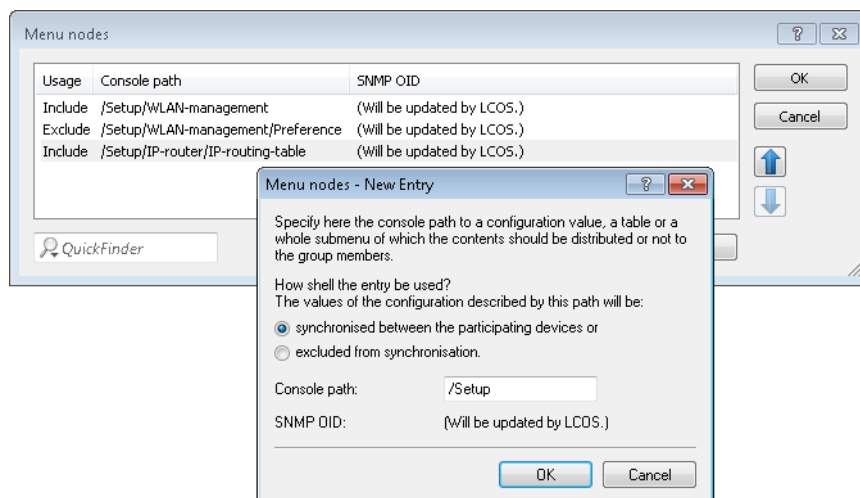 Menu nodes
Usage Console path SNMP OID
Include /Setup/WLAN-management (Will be updated by LCOS.)
Exclude /Setup/WLAN-management/Preference (Will be updated by LCOS.)
Include /Setup/IP-router/IP-routing-table (Will be updated by LCOS.)
OK
Cancel
QuickFinder
Menu nodes - New Entry
Specify here the console path to a configuration value, a table or a
whole submenu of which the contents should be distributed or not to
the group members.
How shell the entry be used?
The values of the configuration described by this path will be:
synchronised between the participating devices or
excluded from synchronisation.
Console path: /Setup
SNMP OID: (Will be updated by LCOS.)
OK Cancel